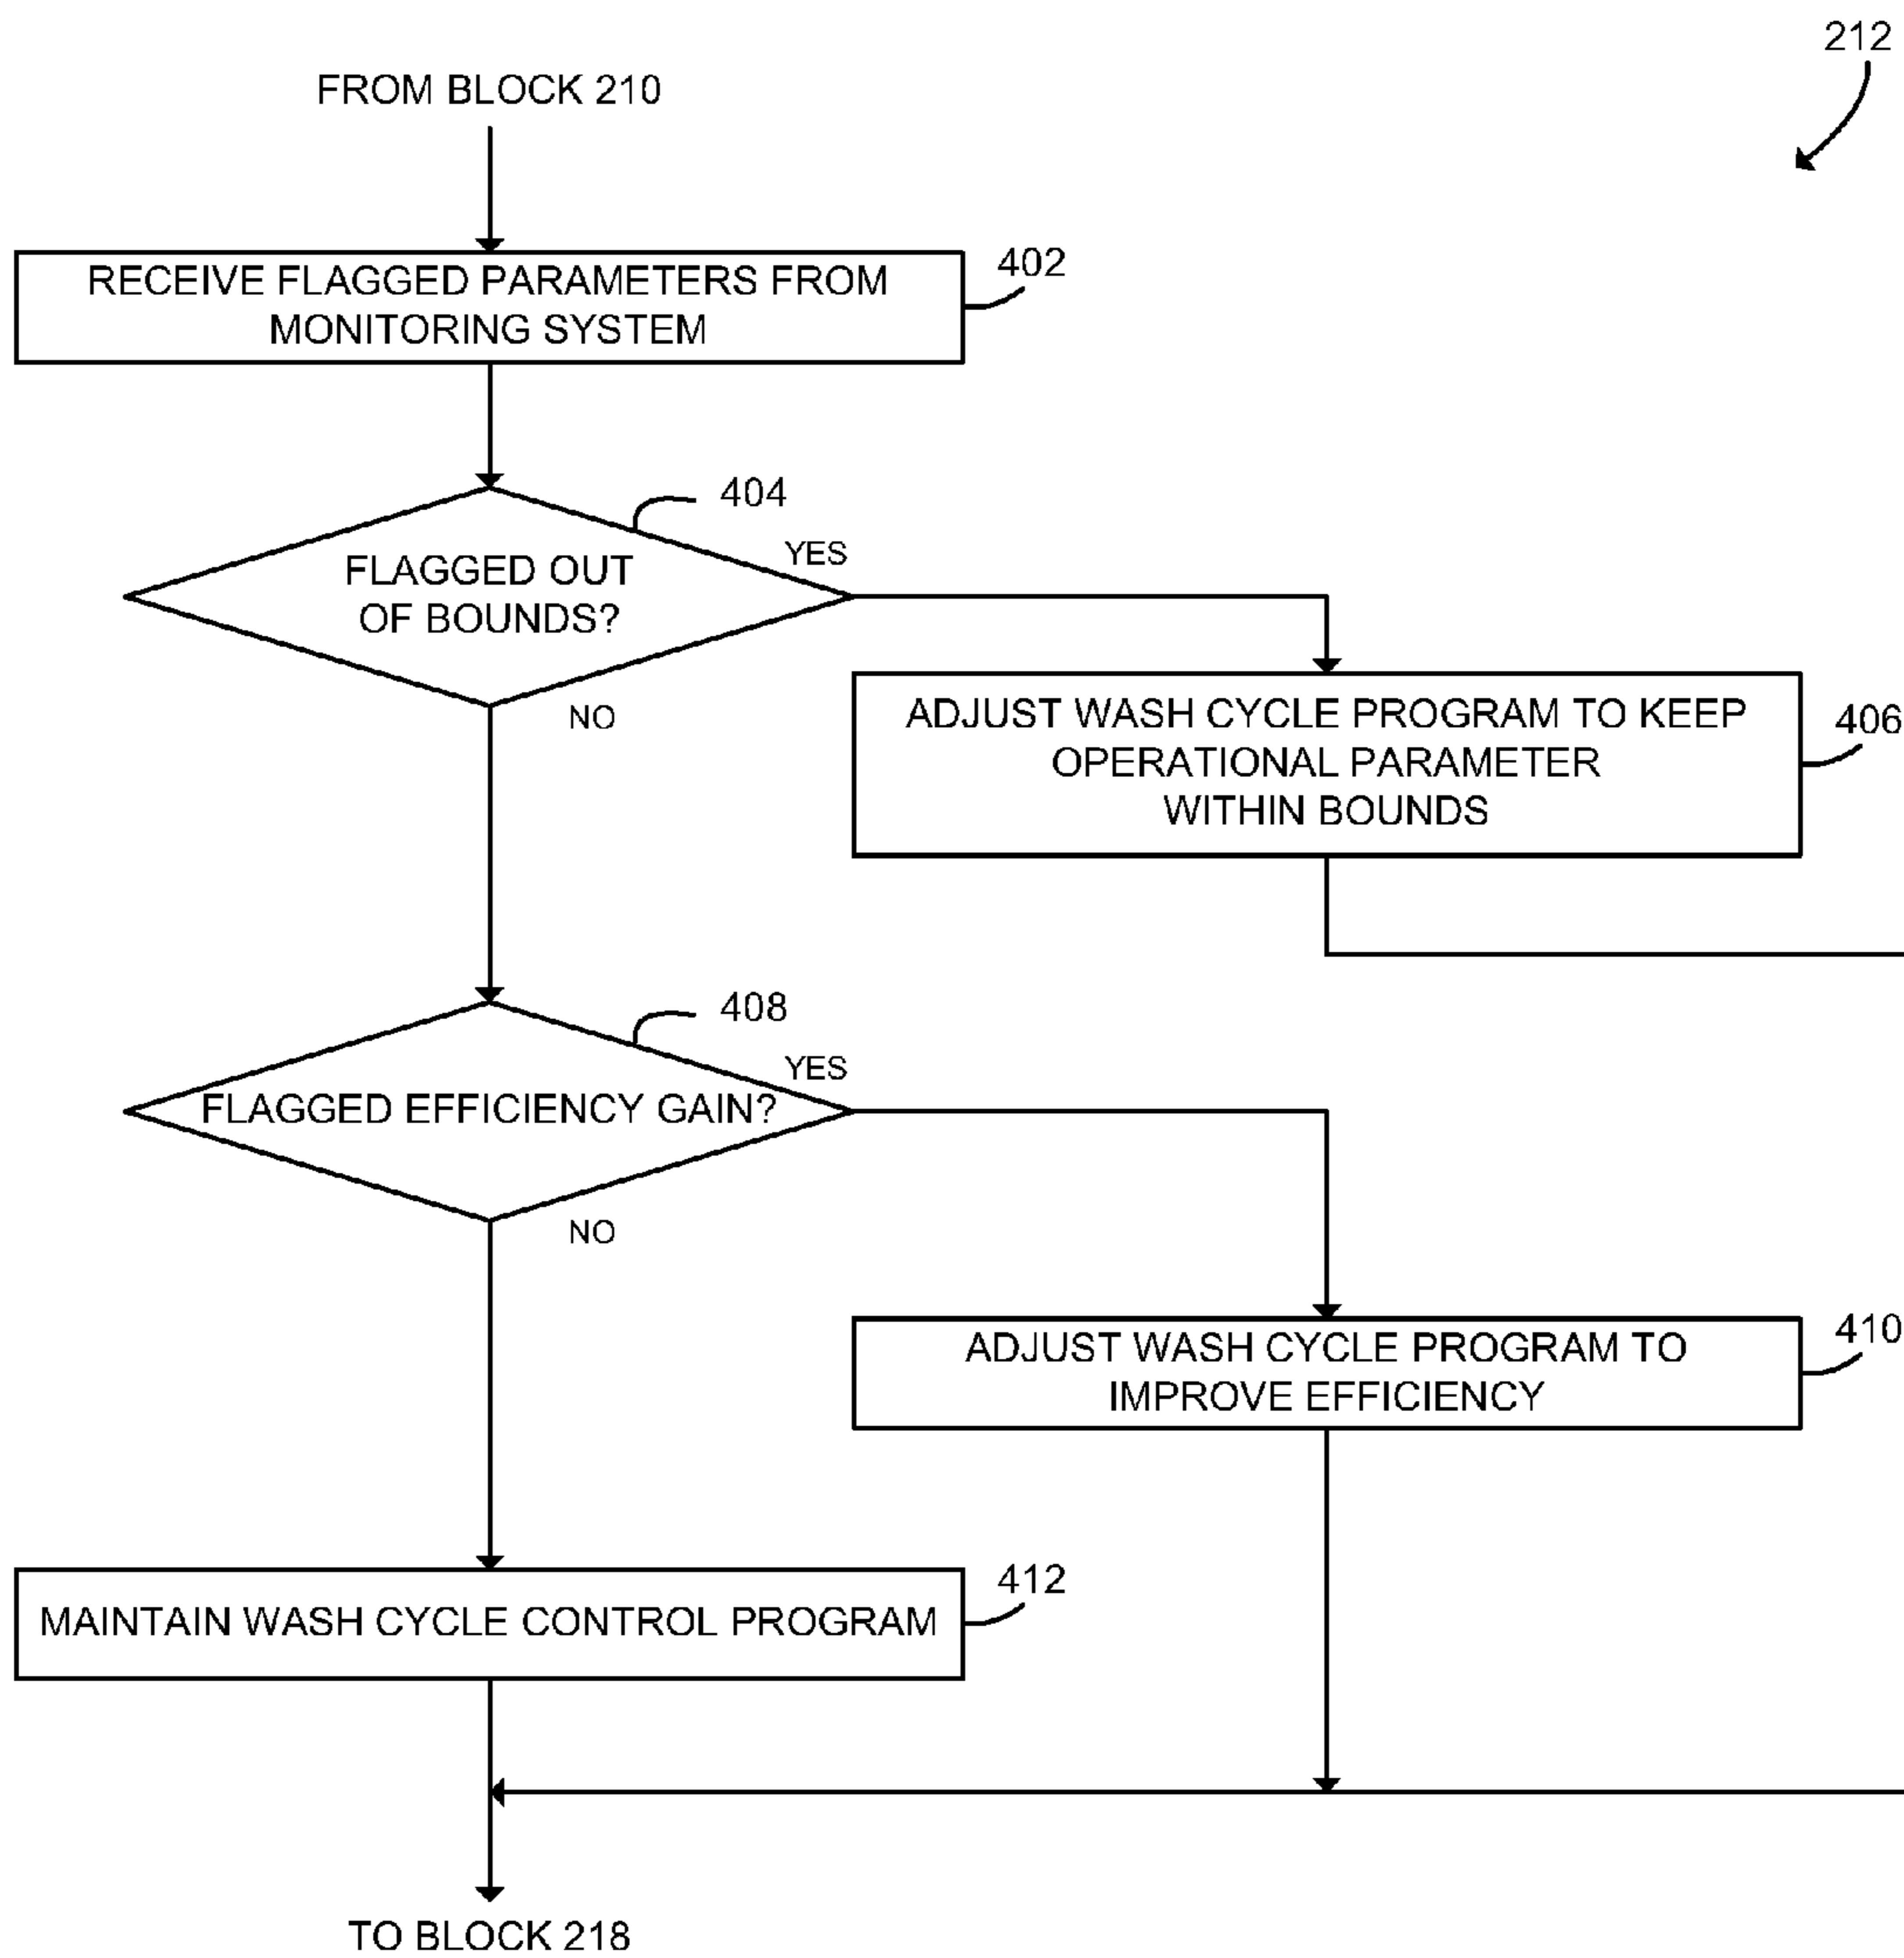 212
FROM BLOCK 210
RECEIVE FLAGGED PARAMETERS FROM
MONITORING SYSTEM
402
404
FLAGGED OUT
OF BOUNDS?
YES
NO
ADJUST WASH CYCLE PROGRAM TO KEEP
OPERATIONAL PARAMETER
WITHIN BOUNDS
406
408
FLAGGED EFFICIENCY GAIN?
YES
NO
ADJUST WASH CYCLE PROGRAM TO
IMPROVE EFFICIENCY
410
MAINTAIN WASH CYCLE CONTROL PROGRAM
412
TO BLOCK 218